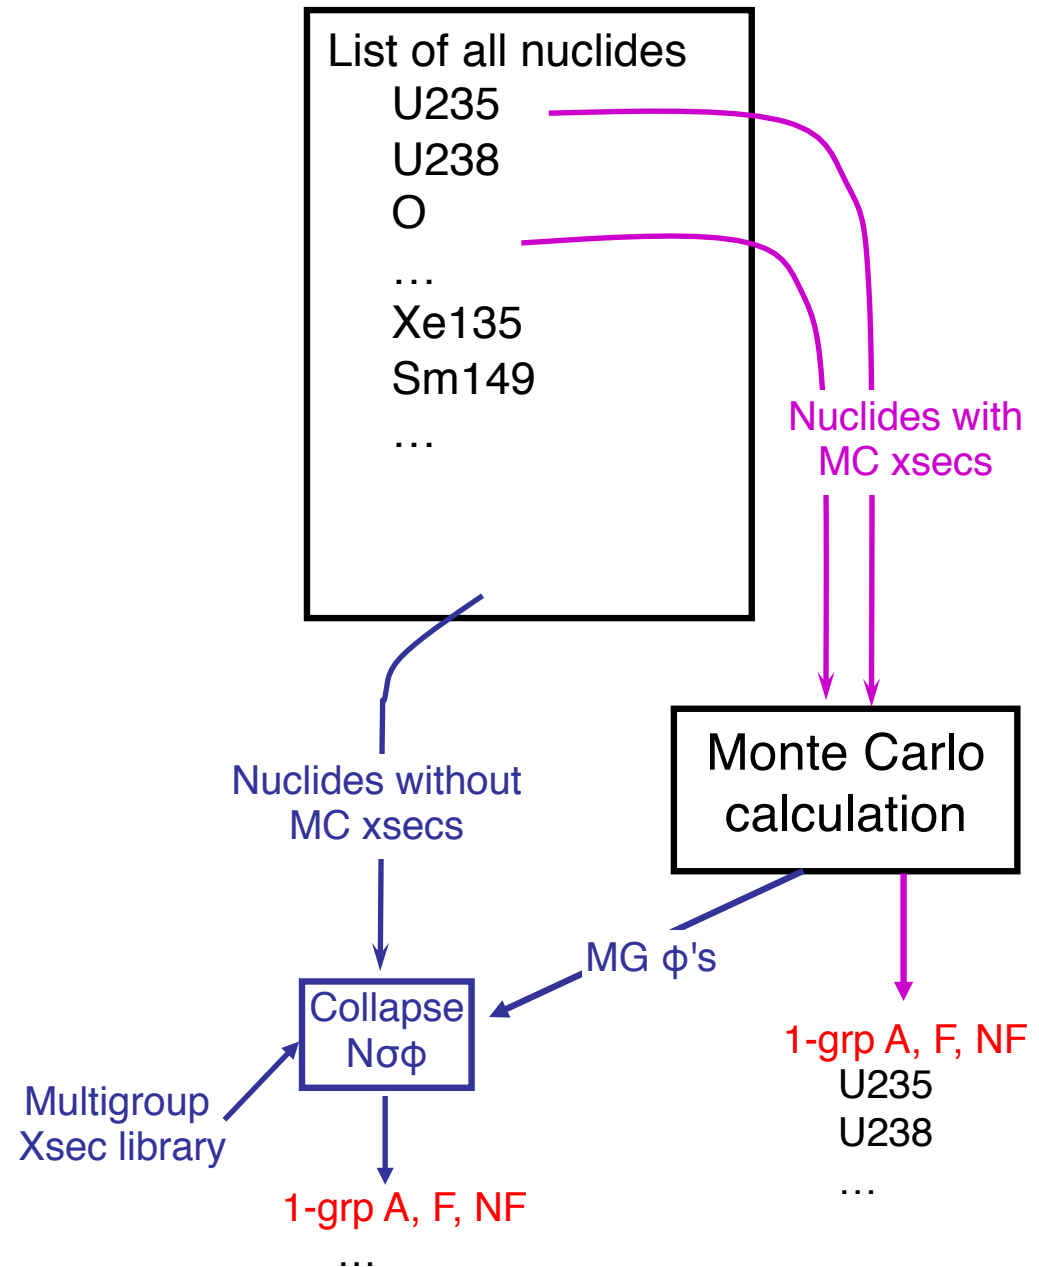 List of all nuclides
U235
U238
O
…
Xe135
Sm149
…
Nuclides with
MC xsecs
Nuclides without
MC xsecs
Monte Carlo
calculation
MG φ's
Collapse
Nσφ
Multigroup
Xsec library
1-grp A, F, NF
…
1-grp A, F, NF
U235
U238
…